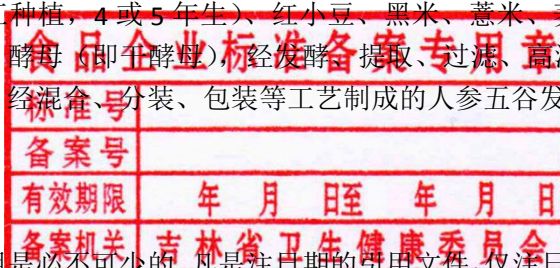 种植，4或5年生）、红小豆、黑米、薏米、
酵母（即干酵母），经发酵、提取、过滤、高
食品企业标准备案专用章
经混合、分装、包装等工艺制成的人参五谷发
标准号
备案号
有效期限 年 月 日至 年 月 日
备案机关 吉林省卫生健康委员会
是必不可少的 凡是注日期的引用文件 仅注